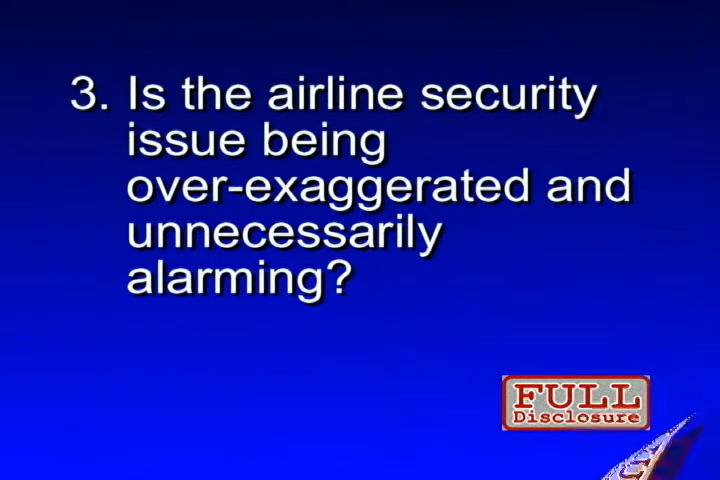 3. Is the airline security
issue being
over-exaggerated and
unnecessarily
alarming?
FULL
Disclosure